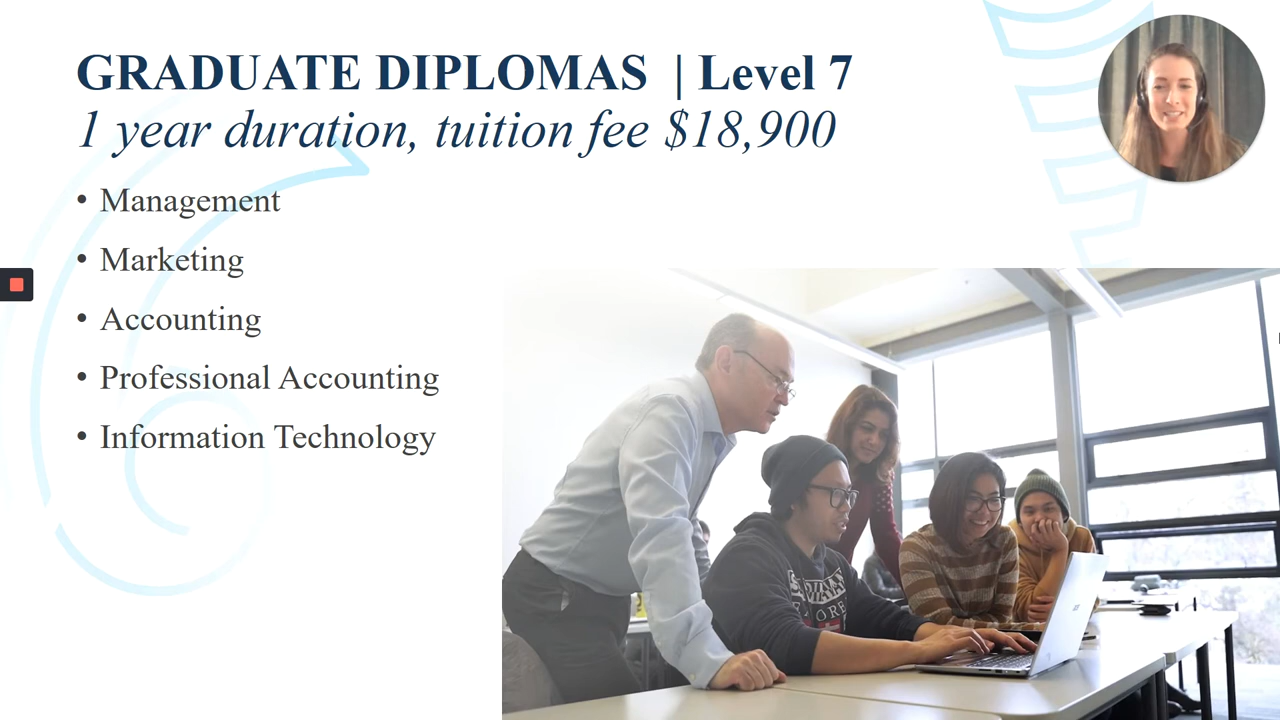 GRADUATE DIPLOMAS | Level 7
1 year duration, tuition fee $18,900
• Management
• Marketing
• Accounting
• Professional Accounting
• Information Technology